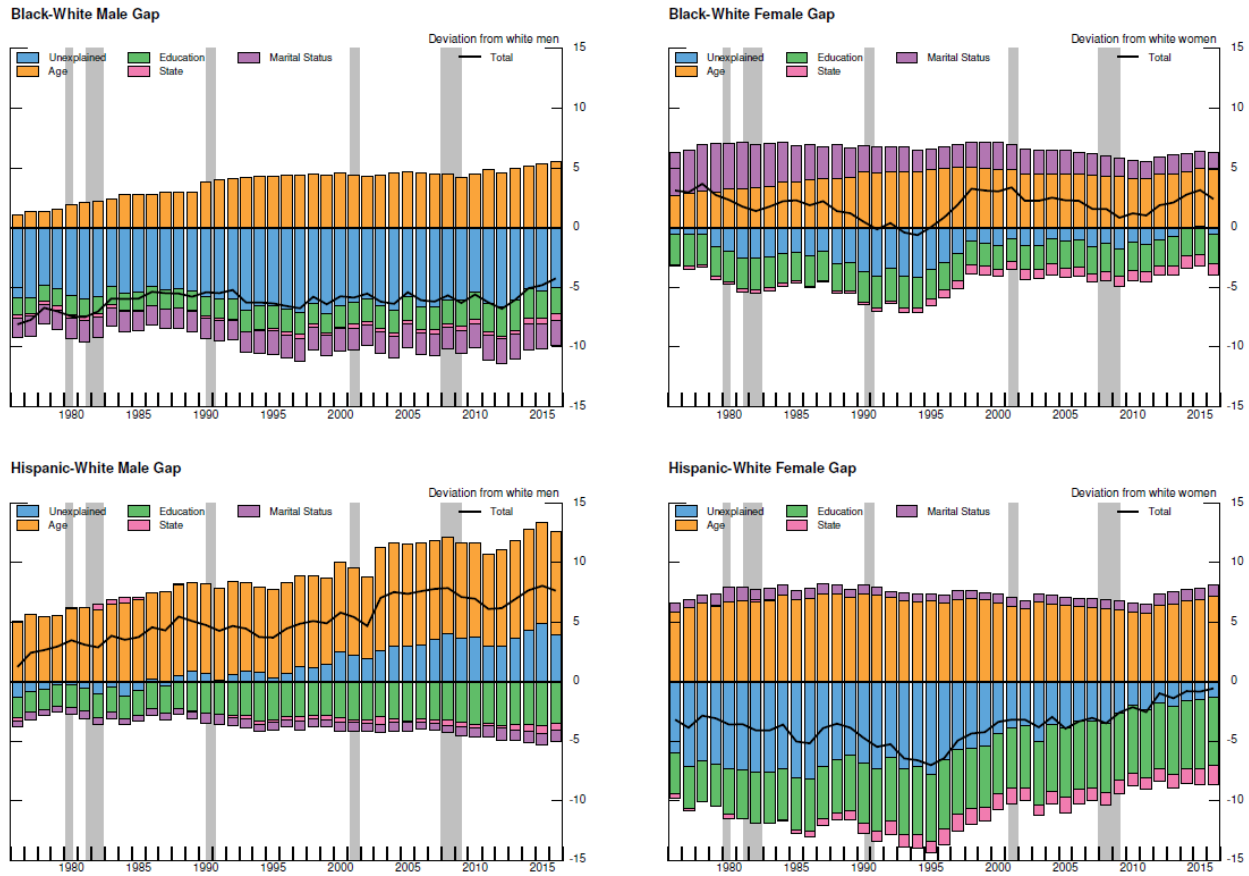 Black-White Male Gap
Deviation from white men
Unexplained Education Marital Status Total
Age State
15
10
5
0
-5
-10
-15
1980 1985 1990 1995 2000 2005 2010 2015
Black-White Female Gap
Deviation from white women
Unexplained Education Marital Status Total
Age State
15
10
5
0
-5
-10
-15
1980 1985 1990 1995 2000 2005 2010 2015
Hispanic-White Male Gap
Deviation from white men
Unexplained Education Marital Status Total
Age State
15
10
5
0
-5
-10
-15
1980 1985 1990 1995 2000 2005 2010 2015
Hispanic-White Female Gap
Deviation from white women
Unexplained Education Marital Status Total
Age State
15
10
5
0
-5
-10
-15
1980 1985 1990 1995 2000 2005 2010 2015